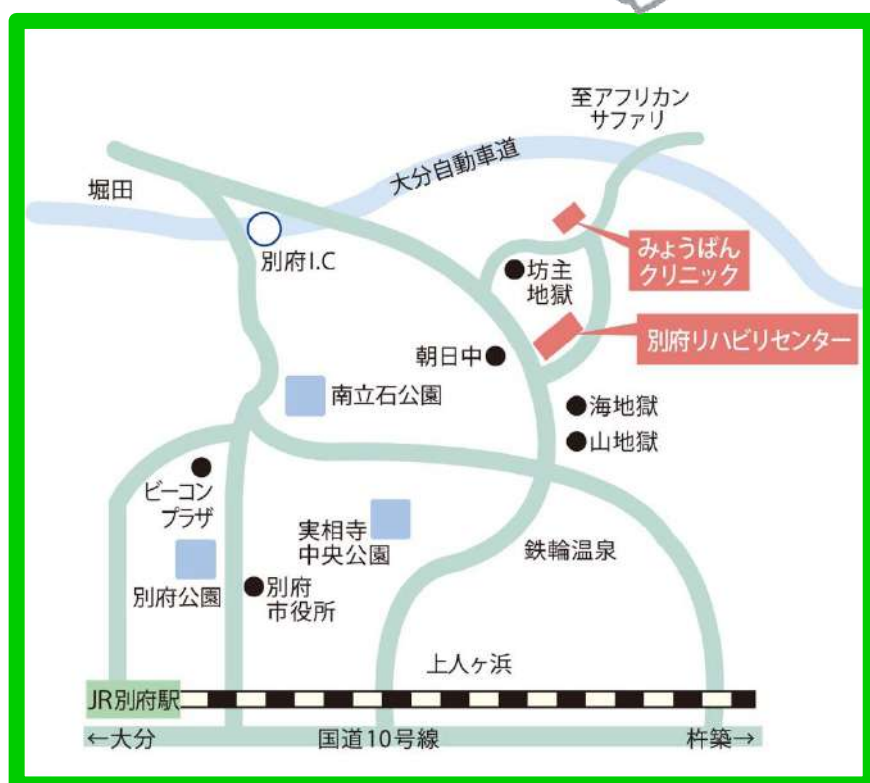 至アフリカン
サファリ
大分自動車道
堀田
別府I.C
みょうばん
クリニック
坊主
地獄
別府リハビリセンター
朝日中
南立石公園
海地獄
山地獄
ビーコン
プラザ
実相寺
中央公園
鉄輪温泉
別府公園
別府
市役所
上人ヶ浜
JR別府駅
←大分
国道10号線
杵築→